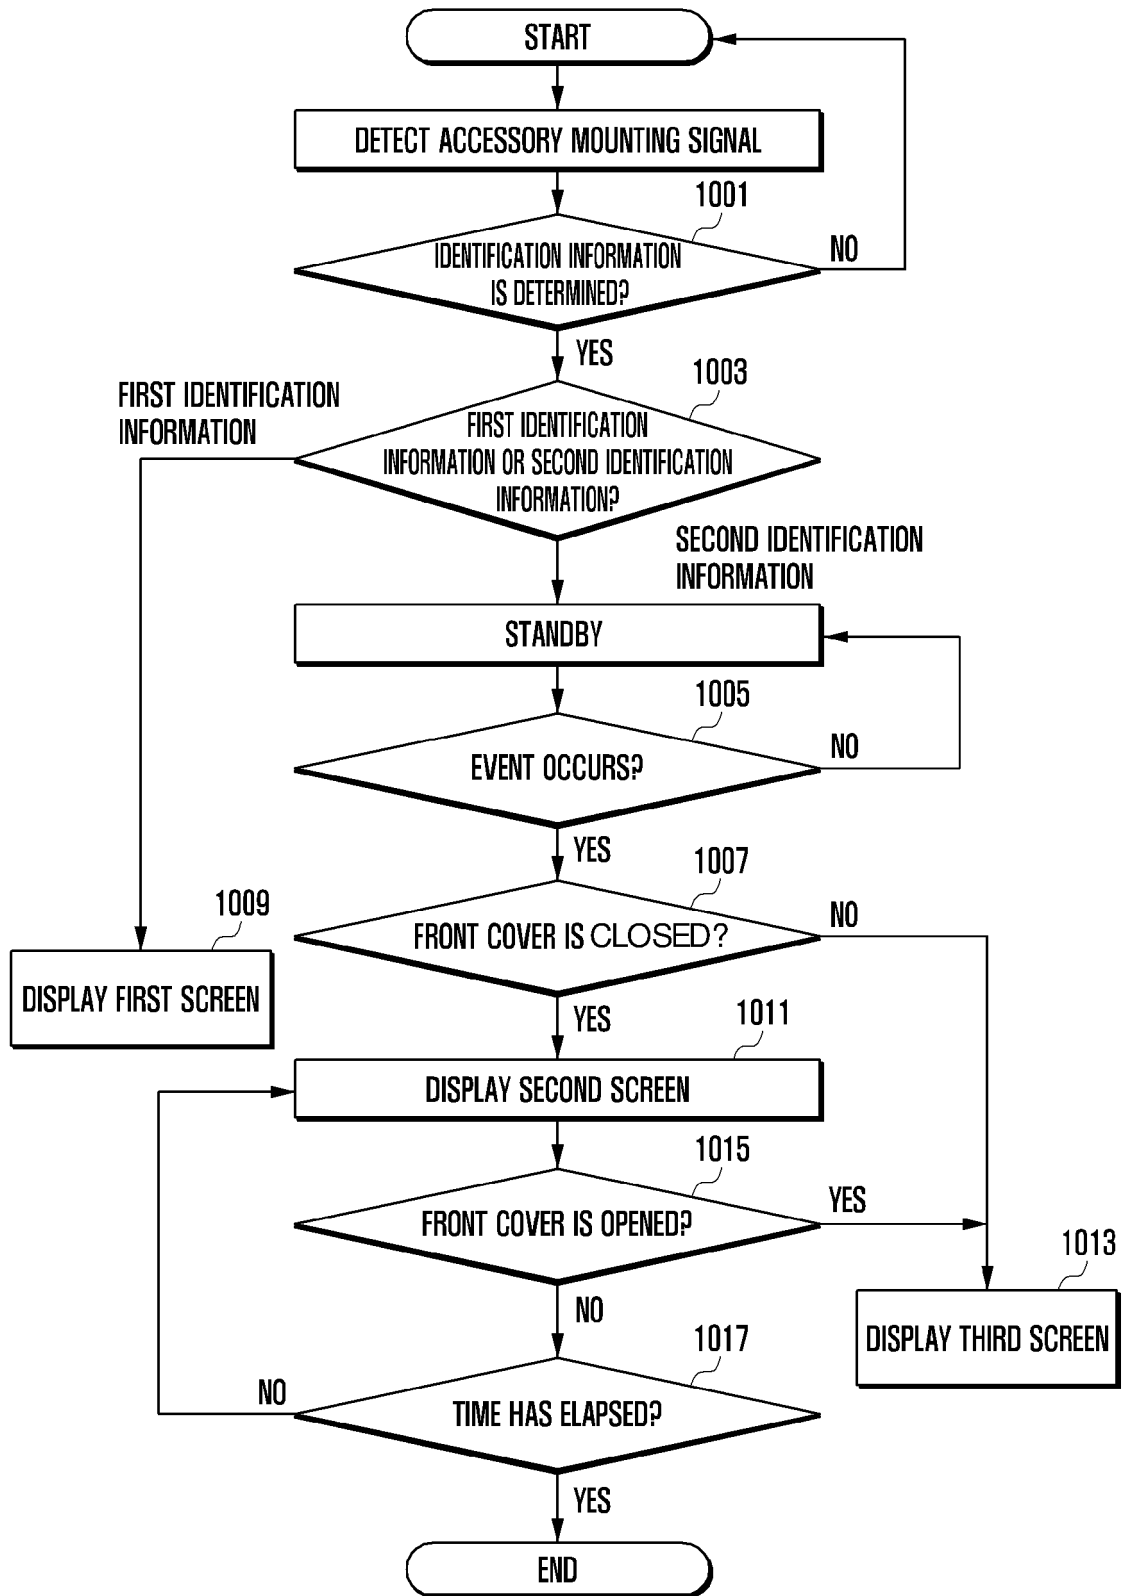 START
DETECT ACCESSORY MOUNTING SIGNAL
1001
IDENTIFICATION INFORMATION
IS DETERMINED?
NO
YES
1003
FIRST IDENTIFICATION
INFORMATION
FIRST IDENTIFICATION
INFORMATION OR SECOND IDENTIFICATION
INFORMATION?
SECOND IDENTIFICATION
INFORMATION
STANDBY
1005
EVENT OCCURS?
NO
YES
1007
FRONT COVER IS CLOSED?
NO
1009
DISPLAY FIRST SCREEN
YES
1011
DISPLAY SECOND SCREEN
1015
FRONT COVER IS OPENED?
YES
1013
DISPLAY THIRD SCREEN
NO
1017
TIME HAS ELAPSED?
NO
YES
END